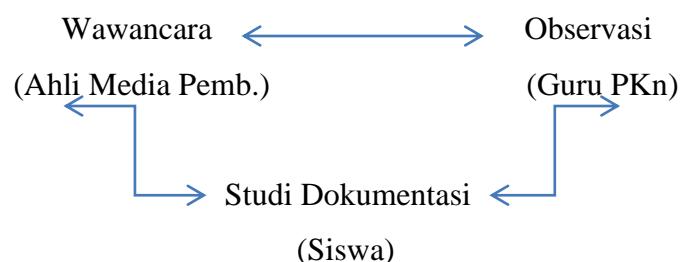 Wawancara Observasi
(Ahli Media Pemb.) (Guru PKn)
Studi Dokumentasi
(Siswa)